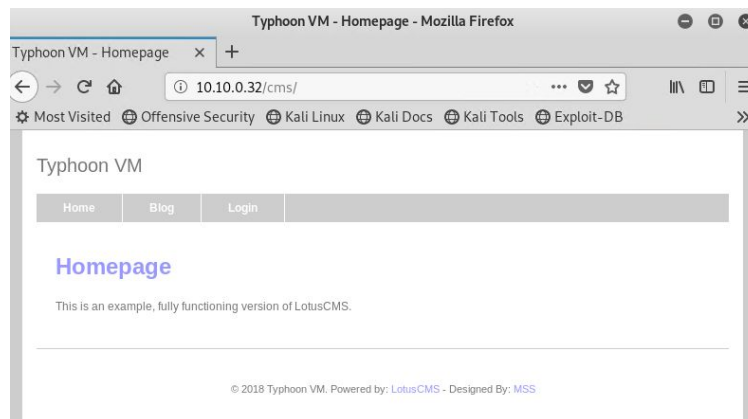 Typhoon VM - Homepage - Mozilla Firefox
Typhoon VM - Homepage
10.10.0.32/cms/
Most Visited Offensive Security Kali Linux Kali Docs Kali Tools Exploit-DB
Typhoon VM
Home Blog Login
Homepage
This is an example, fully functioning version of LotusCMS.
© 2018 Typhoon VM. Powered by: LotusCMS - Designed By: MSS